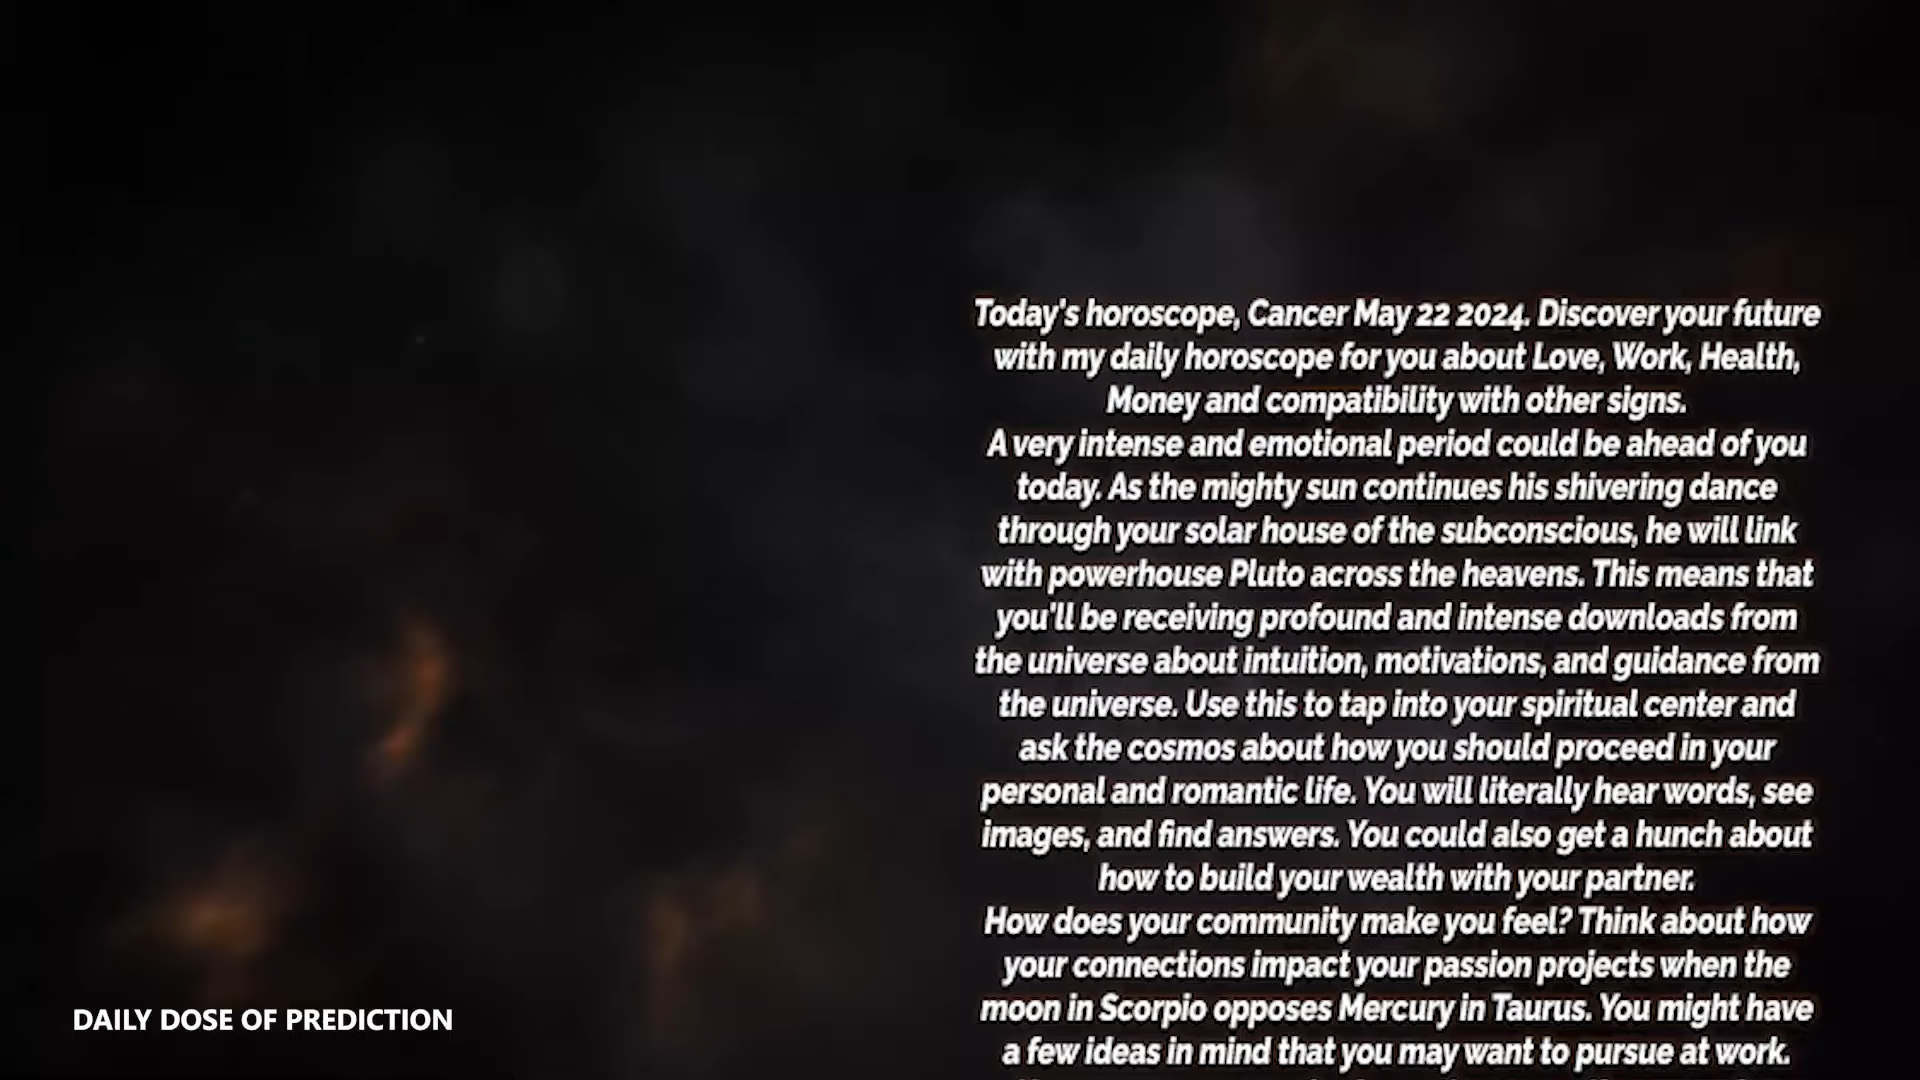 Today's horoscope, Cancer May 22 2024. Discover your future
with my daily horoscope for you about Love, Work, Health,
Money and compatibility with other signs.
A very intense and emotional period could be ahead of you
today. As the mighty sun continues his shivering dance
through your solar house of the subconscious, he will link
with powerhouse Pluto across the heavens. This means that
you'll be receiving profound and intense downloads from
the universe about intuition, motivations, and guidance from
the universe. Use this to tap into your spiritual center and
ask the cosmos about how you should proceed in your
personal and romantic life. You will literally hear words, see
images, and find answers. You could also get a hunch about
how to build your wealth with your partner.
How does your community make you feel? Think about how
your connections impact your passion projects when the
moon in Scorpio opposes Mercury in Taurus. You might have
a few ideas in mind that you may want to pursue at work.
DAILY DOSE OF PREDICTION